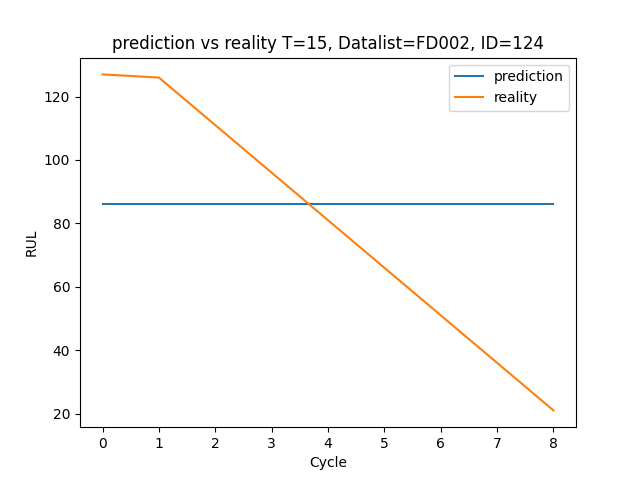 prediction vs reality T=15, Datalist=FD002, ID=124
prediction
reality
120
100
80
60
40
20
RUL
0 1 2 3 4 5 6 7 8
Cycle